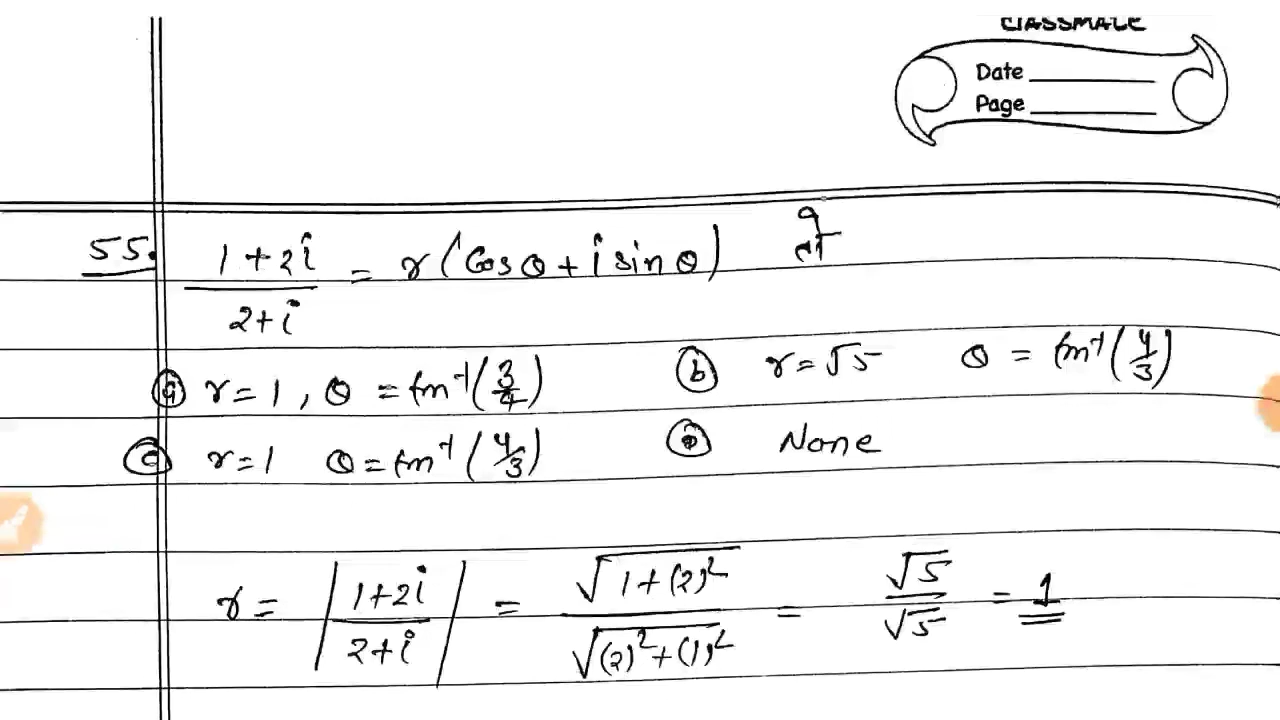 classmate
Date
Page
55. (1+2i)/(2+i) = r(Cosθ + i sinθ) तो
(a) r=1, θ = tan⁻¹(3/4) (b) r=√5 θ = tan⁻¹(4/3)
(c) r=1 θ = tan⁻¹(4/3) (D) None
r = |(1+2i)/(2+i)| = √(1+(2)²)/√((2)²+(1)²) = √5/√5 = 1